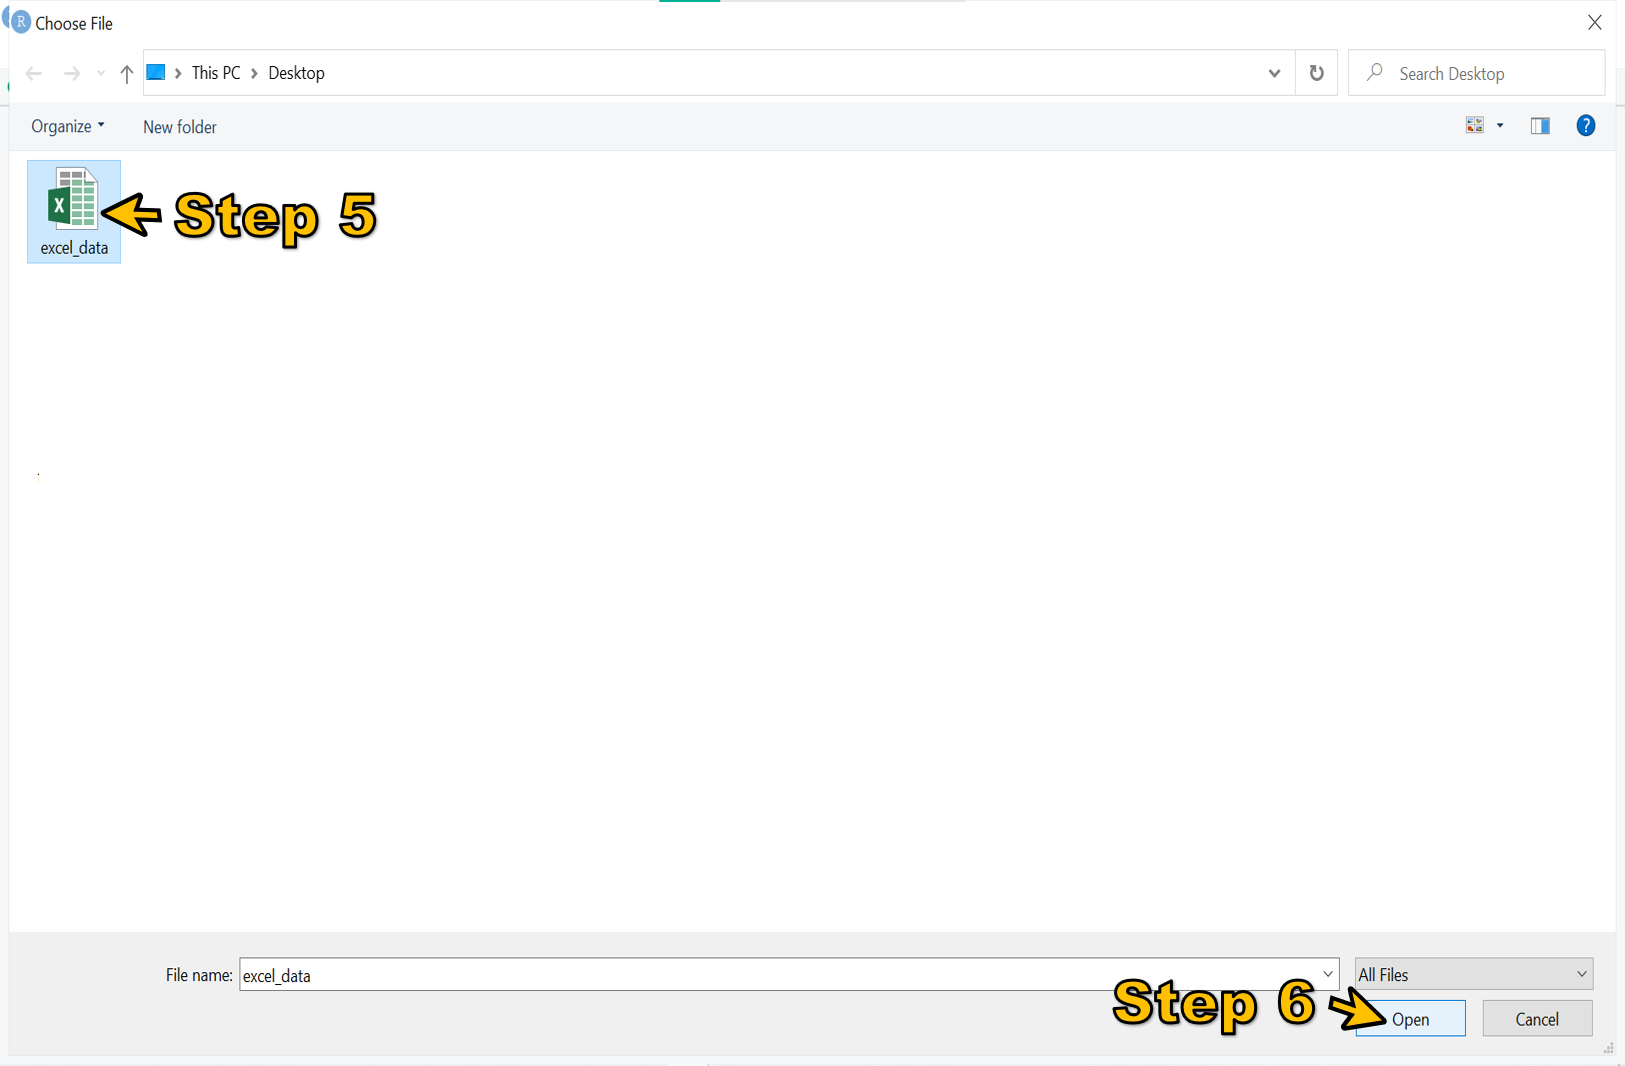 R Choose File
This PC Desktop
Search Desktop
Organize New folder
?
X
Step 5
excel_data
File name: excel_data
All Files
Step 6
Open
Cancel